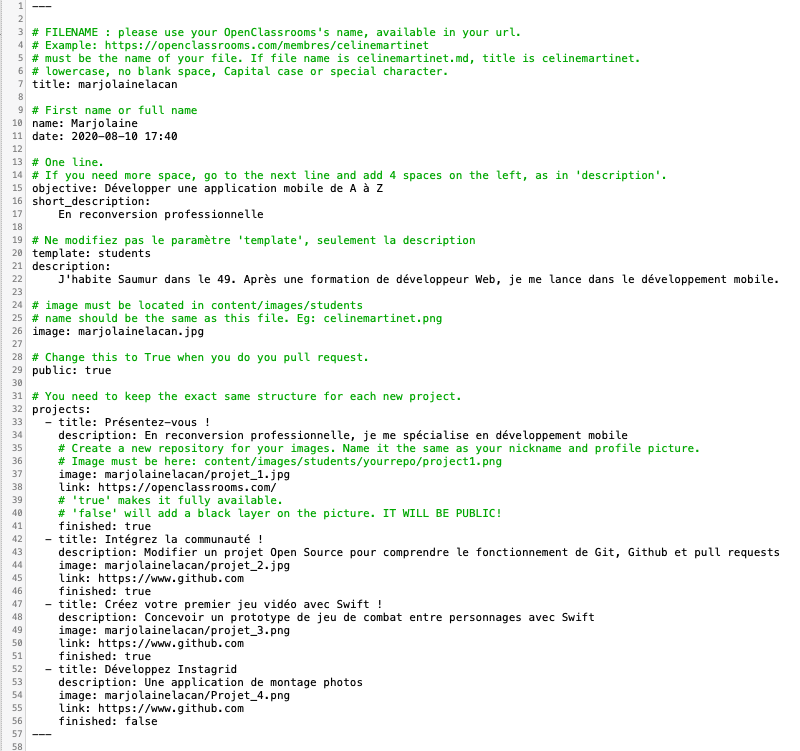 1 ---
2
3 # FILENAME : please use your OpenClassrooms's name, available in your url.
4 # Example: https://openclassrooms.com/membres/celinemartinet
5 # must be the name of your file. If file name is celinemartinet.md, title is celinemartinet.
6 # lowercase, no blank space, Capital case or special character.
7 title: marjolainelacan
8
9 # First name or full name
10 name: Marjolaine
11 date: 2020-08-10 17:40
12
13 # One line.
14 # If you need more space, go to the next line and add 4 spaces on the left, as in 'description'.
15 objective: Développer une application mobile de A à Z
16 short_description:
17     En reconversion professionnelle
18
19 # Ne modifiez pas le paramètre 'template', seulement la description
20 template: students
21 description:
22     J'habite Saumur dans le 49. Après une formation de développeur Web, je me lance dans le développement mobile.
23
24 # image must be located in content/images/students
25 # name should be the same as this file. Eg: celinemartinet.png
26 image: marjolainelacan.jpg
27
28 # Change this to True when you do you pull request.
29 public: true
30
31 # You need to keep the exact same structure for each new project.
32 projects:
33   - title: Présentez-vous !
34     description: En reconversion professionnelle, je me spécialise en développement mobile
35     # Create a new repository for your images. Name it the same as your nickname and profile picture.
36     # Image must be here: content/images/students/yourrepo/project1.png
37     image: marjolainelacan/projet_1.jpg
38     link: https://openclassrooms.com/
39     # 'true' makes it fully available.
40     # 'false' will add a black layer on the picture. IT WILL BE PUBLIC!
41     finished: true
42   - title: Intégrez la communauté !
43     description: Modifier un projet Open Source pour comprendre le fonctionnement de Git, Github et pull requests
44     image: marjolainelacan/projet_2.jpg
45     link: https://www.github.com
46     finished: true
47   - title: Créez votre premier jeu vidéo avec Swift !
48     description: Concevoir un prototype de jeu de combat entre personnages avec Swift
49     image: marjolainelacan/projet_3.png
50     link: https://www.github.com
51     finished: true
52   - title: Développez Instagrid
53     description: Une application de montage photos
54     image: marjolainelacan/Projet_4.png
55     link: https://www.github.com
56     finished: false
57 ---
58